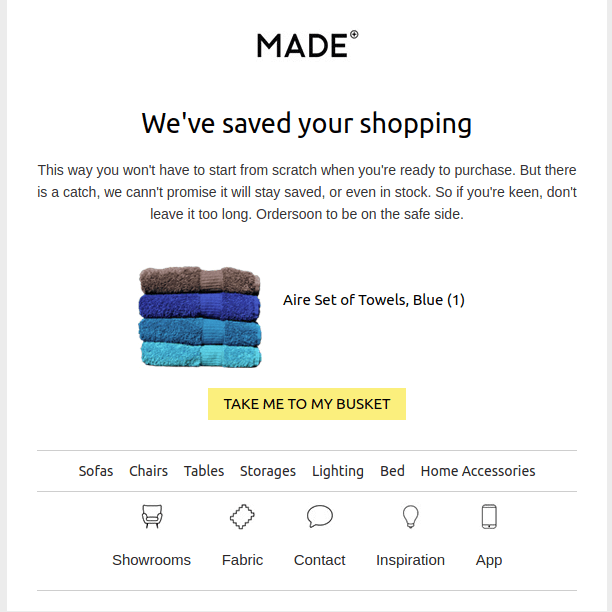 MADE
We've saved your shopping
This way you won't have to start from scratch when you're ready to purchase. But there
is a catch, we cann't promise it will stay saved, or even in stock. So if you're keen, don't
leave it too long. Ordersoon to be on the safe side.
Aire Set of Towels, Blue (1)
TAKE ME TO MY BUSKET
Sofas Chairs Tables Storages Lighting Bed Home Accessories
Showrooms Fabric Contact Inspiration App